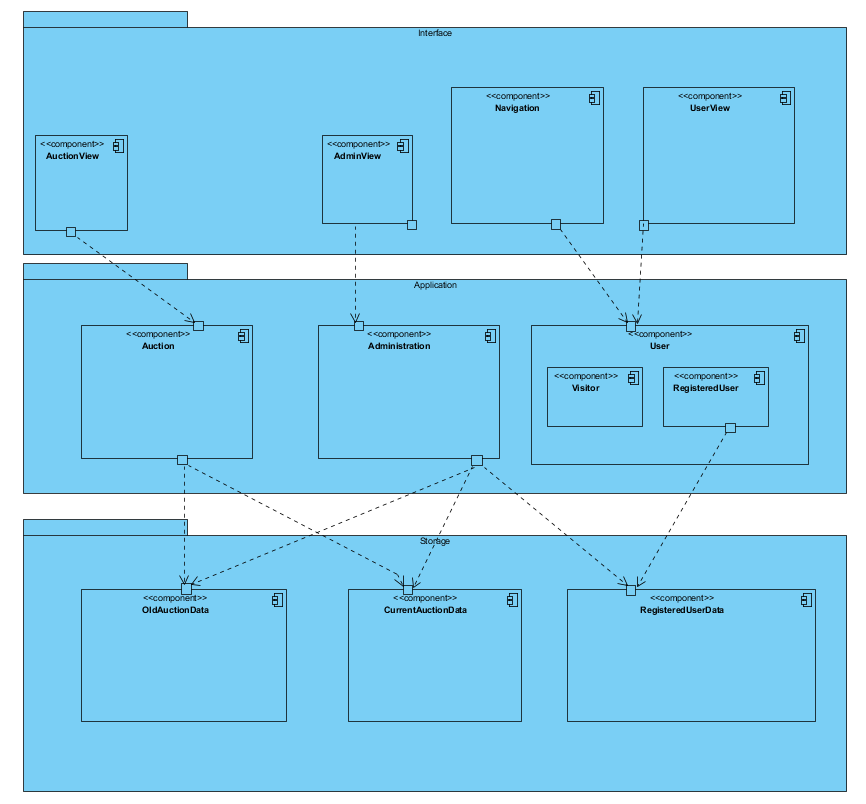 Interface
<<component>>
Navigation
<<component>>
UserView
<<component>>
AuctionView
<<component>>
AdminView
Application
<<component>>
Auction
<<component>>
Administration
<<component>>
User
<<component>>
Visitor
<<component>>
RegisteredUser
Storage
<<component>>
OldAuctionData
<<component>>
CurrentAuctionData
<<component>>
RegisteredUserData